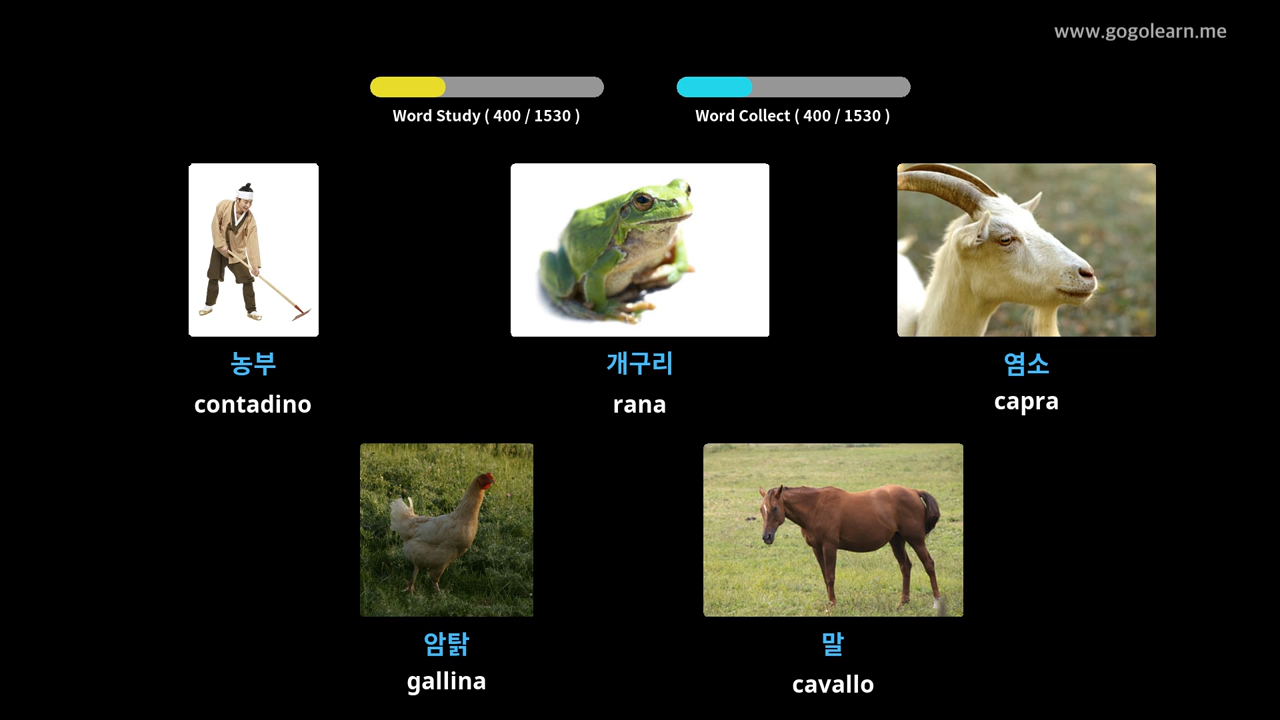 www.gogolearn.me
Word Study ( 400 / 1530 )
Word Collect ( 400 / 1530 )
농부
contadino
개구리
rana
염소
capra
암탉
gallina
말
cavallo